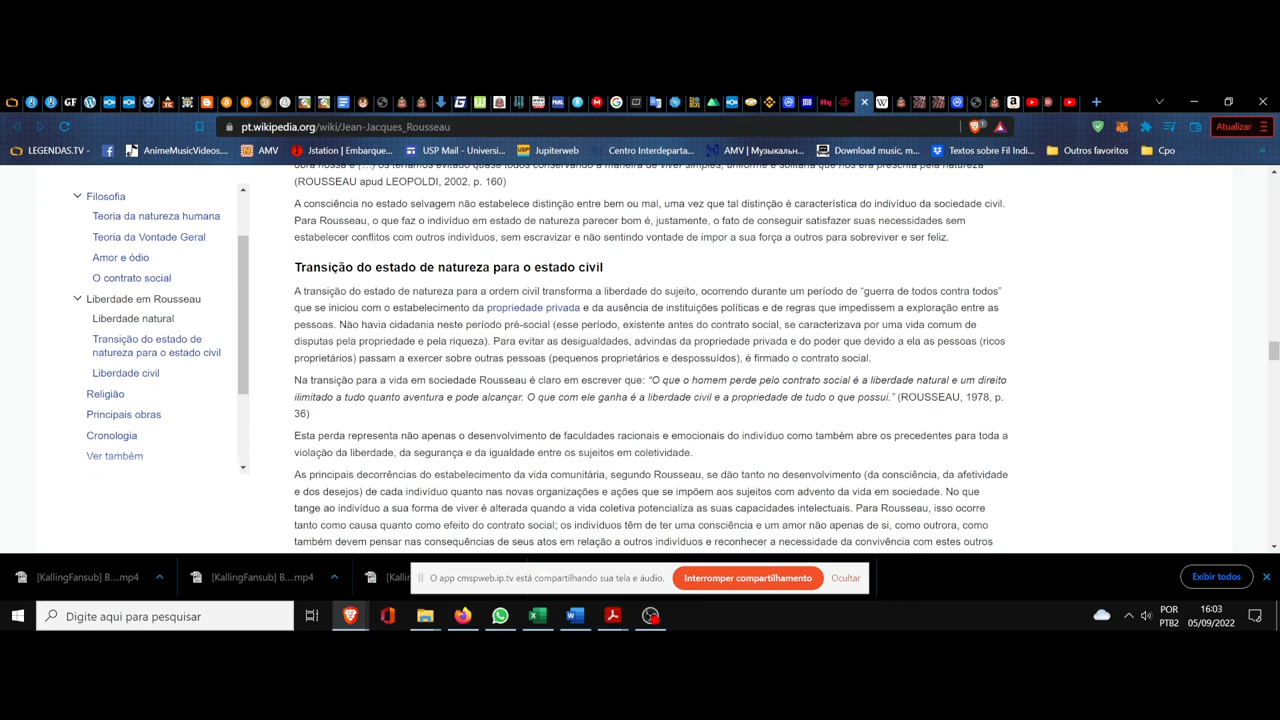 GF
Hq
W
a
Atualizar
pt.wikipedia.org/wiki/Jean-Jacques_Rousseau
1
LEGENDAS.TV
AnimeMusicVideos...
AMV
Jstation | Embarque...
USP Mail - Universi...
Jupiterweb
Centro Interdeparta...
AMV | Музыкальн...
Download music, m...
Textos sobre Fil Indi...
Outros favoritos
Cpo
Filosofia
Teoria da natureza humana
Teoria da Vontade Geral
Amor e ódio
O contrato social
Liberdade em Rousseau
Liberdade natural
Transição do estado de
natureza para o estado civil
Liberdade civil
Religião
Principais obras
Cronologia
Ver também
(ROUSSEAU apud LEOPOLDI, 2002, p. 160)
A consciência no estado selvagem não estabelece distinção entre bem ou mal, uma vez que tal distinção é característica do indivíduo da sociedade civil.
Para Rousseau, o que faz o indivíduo em estado de natureza parecer bom é, justamente, o fato de conseguir satisfazer suas necessidades sem
estabelecer conflitos com outros indivíduos, sem escravizar e não sentindo vontade de impor a sua força a outros para sobreviver e ser feliz.
Transição do estado de natureza para o estado civil
A transição do estado de natureza para a ordem civil transforma a liberdade do sujeito, ocorrendo durante um período de “guerra de todos contra todos”
que se iniciou com o estabelecimento da propriedade privada e da ausência de instituições políticas e de regras que impedissem a exploração entre as
pessoas. Não havia cidadania neste período pré-social (esse período, existente antes do contrato social, se caracterizava por uma vida comum de
disputas pela propriedade e pela riqueza). Para evitar as desigualdades, advindas da propriedade privada e do poder que devido a ela as pessoas (ricos
proprietários) passam a exercer sobre outras pessoas (pequenos proprietários e despossuídos), é firmado o contrato social.
Na transição para a vida em sociedade Rousseau é claro em escrever que: “O que o homem perde pelo contrato social é a liberdade natural e um direito
ilimitado a tudo quanto aventura e pode alcançar. O que com ele ganha é a liberdade civil e a propriedade de tudo o que possui.” (ROUSSEAU, 1978, p.
36)
Esta perda representa não apenas o desenvolvimento de faculdades racionais e emocionais do indivíduo como também abre os precedentes para toda a
violação da liberdade, da segurança e da igualdade entre os sujeitos em coletividade.
As principais decorrências do estabelecimento da vida comunitária, segundo Rousseau, se dão tanto no desenvolvimento (da consciência, da afetividade
e dos desejos) de cada indivíduo quanto nas novas organizações e ações que se impõem aos sujeitos com advento da vida em sociedade. No que
tange ao indivíduo a sua forma de viver é alterada quando a vida coletiva potencializa as suas capacidades intelectuais. Para Rousseau, isso ocorre
tanto como causa quanto como efeito do contrato social; os indivíduos têm de ter uma consciência e um amor não apenas de si, como outrora, como
também devem pensar nas consequências de seus atos em relação a outros indivíduos e reconhecer a necessidade da convivência com estes outros
[KallingFansub] B....mp4
[KallingFansub] B....mp4
[Kallin
O app cmspweb.ip.tv está compartilhando sua tela e áudio.
Interromper compartilhamento
Ocultar
Exibir todos
Digite aqui para pesquisar
POR
PTB2
16:03
05/09/2022